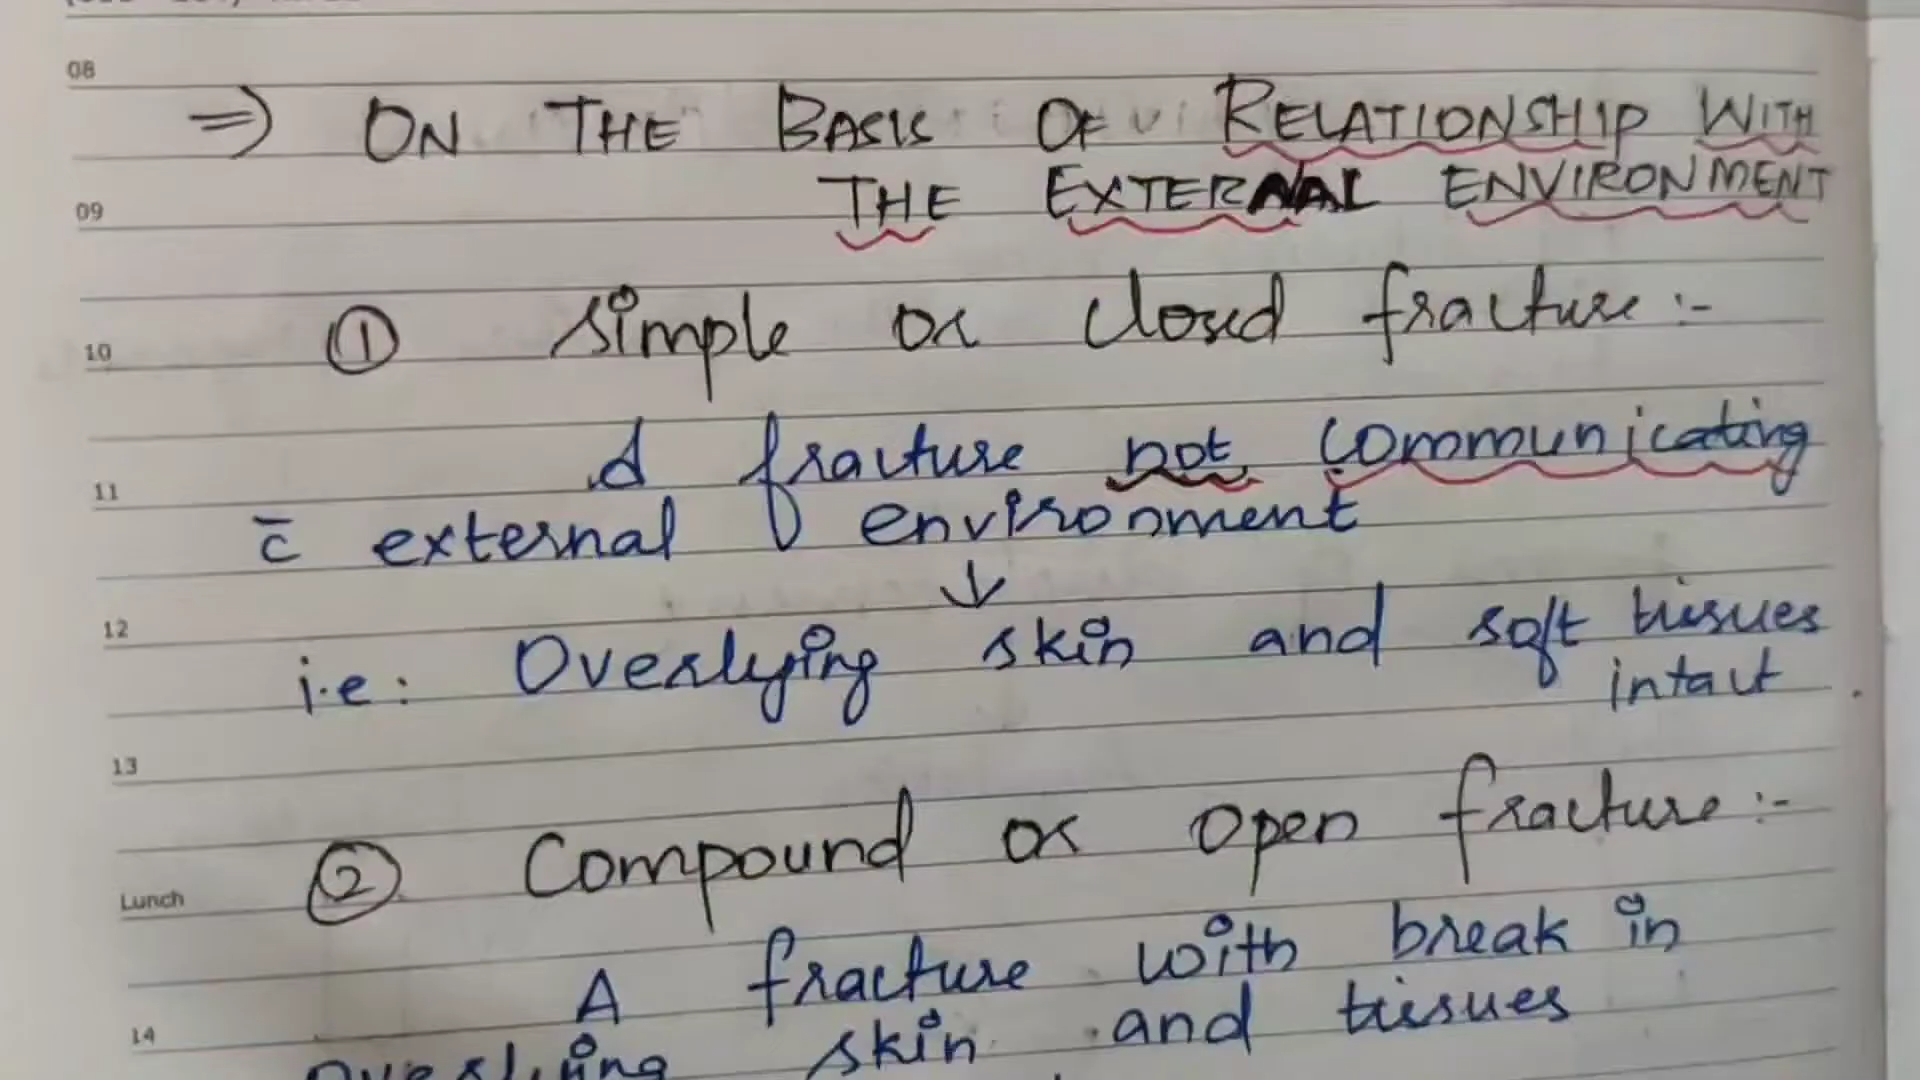 08
⇒ ON THE BASIS OF RELATIONSHIP WITH
THE EXTERNAL ENVIRONMENT
09
10 ① simple or closed fracture :-
A fracture not communicating
11
c̄ external environment
↓
12
i.e: Overlying skin and soft tissues
intact
13
② Compound or open fracture :-
Lunch
A fracture with break in
14
overlying skin and tissues